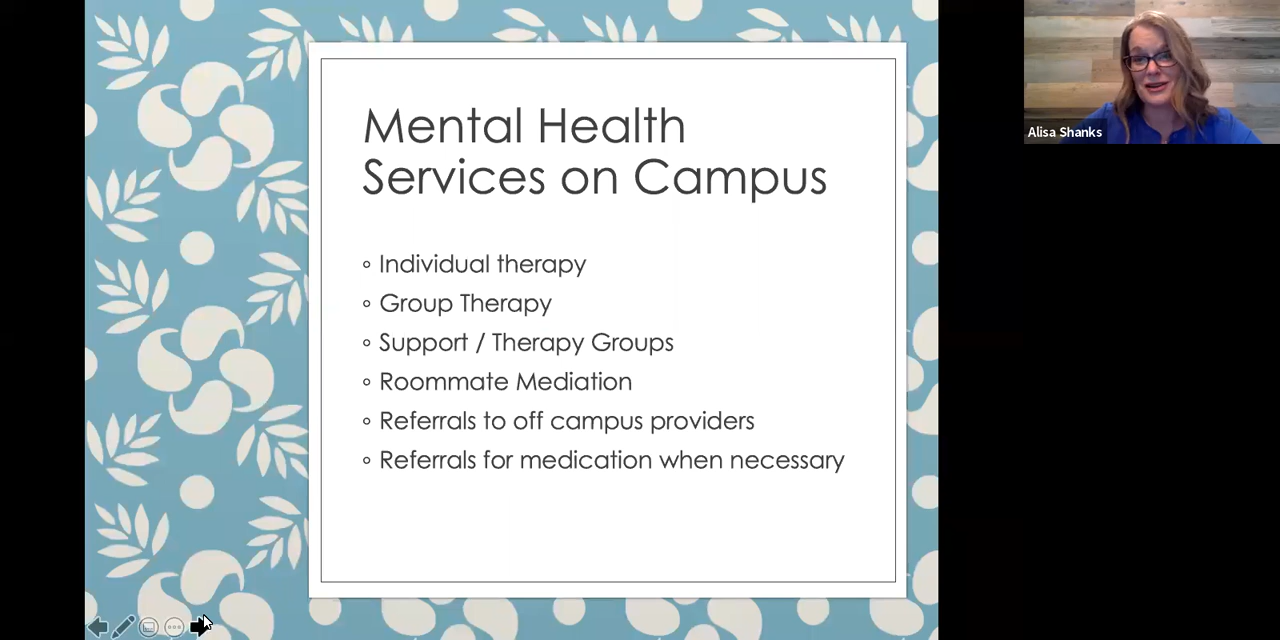 Mental Health
Services on Campus
Individual therapy
Group Therapy
Support / Therapy Groups
Roommate Mediation
Referrals to off campus providers
Referrals for medication when necessary
Alisa Shanks